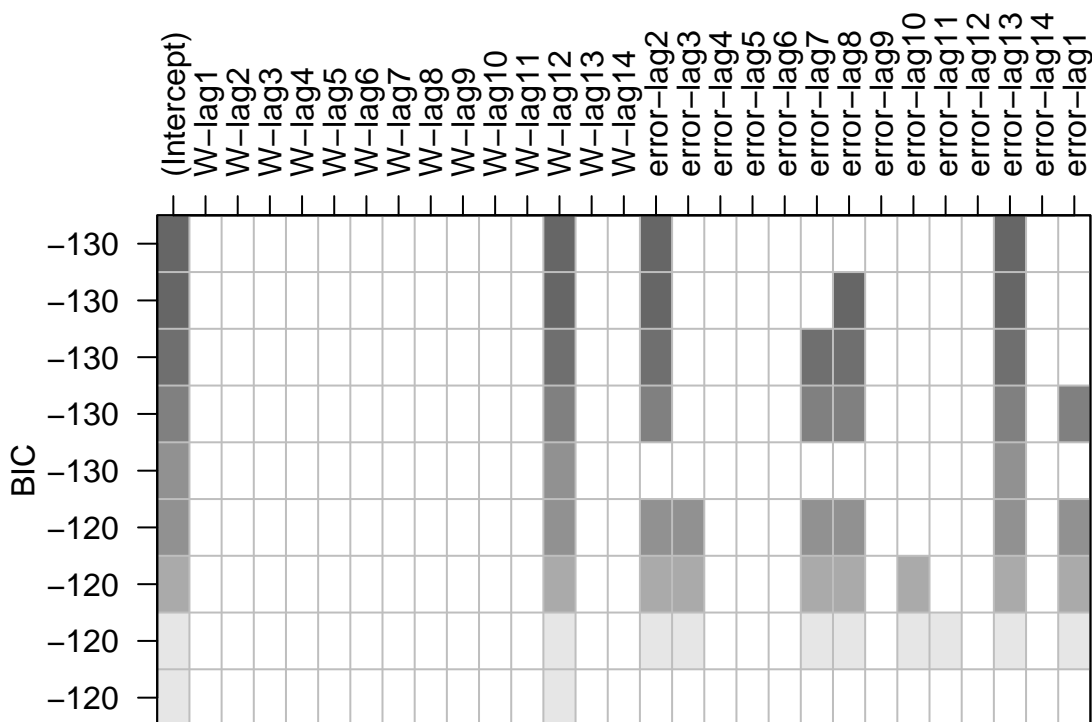 (Intercept)
W−lag1
W−lag2
W−lag3
W−lag4
W−lag5
W−lag6
W−lag7
W−lag8
W−lag9
W−lag10
W−lag11
W−lag12
W−lag13
W−lag14
error−lag2
error−lag3
error−lag4
error−lag5
error−lag6
error−lag7
error−lag8
error−lag9
error−lag10
error−lag11
error−lag12
error−lag13
error−lag14
error−lag1
BIC
−130
−130
−130
−130
−130
−120
−120
−120
−120